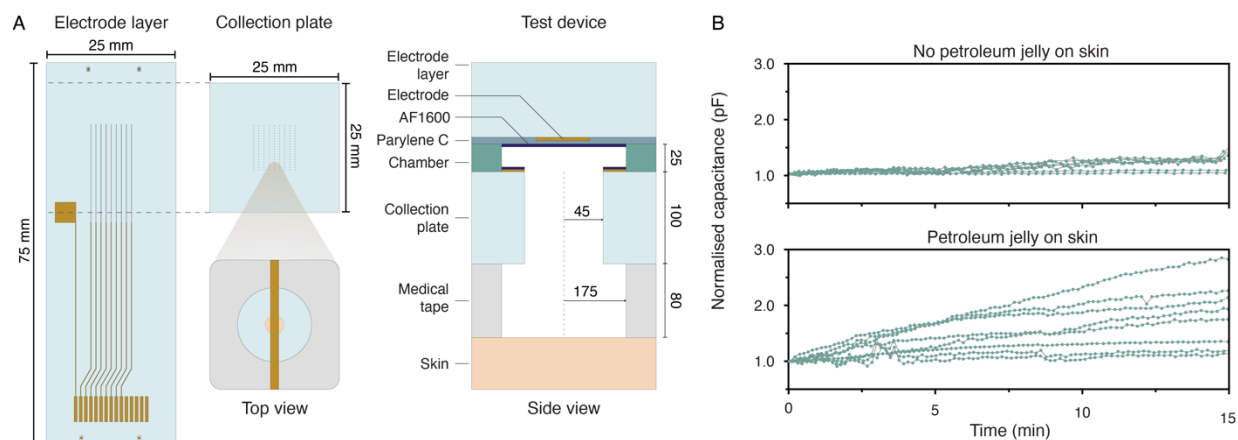 A
Electrode layer
25 mm
75 mm
Collection plate
25 mm
25 mm
Top view
Test device
Electrode
layer
Electrode
AF1600
Parylene C
Chamber
Collection
plate
Medical
tape
Skin
25
100
80
45
175
Side view
B
No petroleum jelly on skin
3.0
2.0
1.0
Petroleum jelly on skin
3.0
2.0
1.0
Normalised capacitance (pF)
0
5
10
15
Time (min)